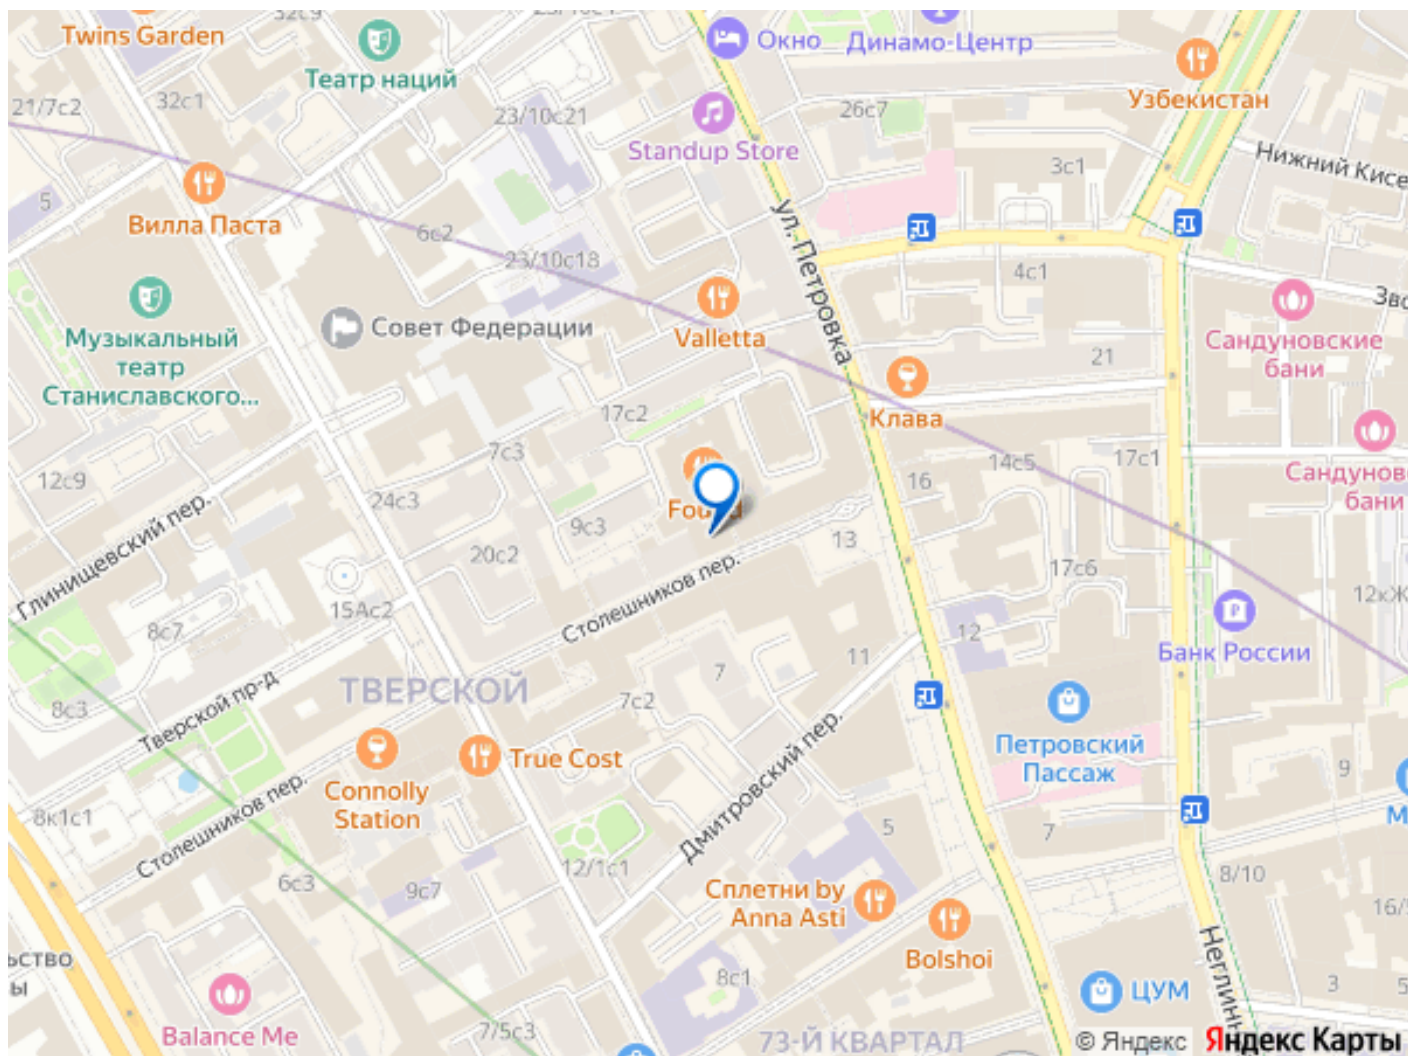 32с9
23/10с1
Twins Garden
Театр наций
Окно
Динамо-Центр
Узбекистан
21/7с2
32с1
23/10с21
26с7
Standup Store
3с1
Нижний Кисе
5
Вилла Паста
6с2
ул. Петровка
23/10с18
4с1
Зво
Музыкальный
театр
Станиславского...
Совет Федерации
Valletta
21
Сандуновские
бани
Клава
17с2
12с9
7с3
14с5
17с1
16
Сандуновс
бани
24с3
9с3
13
20с2
Глинищевский пер.
Столешников пер.
17с6
15Ас2
12кЖ
8с7
12
Банк России
11
7
ТВЕРСКОЙ
7с2
8с3
Тверской пр-д
Петровский
Пассаж
True Cost
Connolly
Station
Дмитровский пер.
9
8к1с1
Столешников пер.
М
5
7
12/1с1
8/10
6с3
9с7
Сплетни by
Anna Asti
16/5
Bolshoi
ьство
ы
8с1
ЦУМ
Неглинн
3
5
Balance Me
7/5с3
73-Й КВАРТАЛ
© Яндекс Яндекс Карты